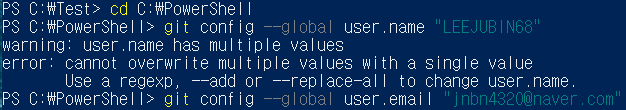 PS C:₩Test> cd C:₩PowerShell
PS C:₩PowerShell> git config --global user.name "LEEJUBIN68"
warning: user.name has multiple values
error: cannot overwrite multiple values with a single value
       Use a regexp, --add or --replace-all to change user.name.
PS C:₩PowerShell> git config --global user.email "jnbn4320@naver.com"